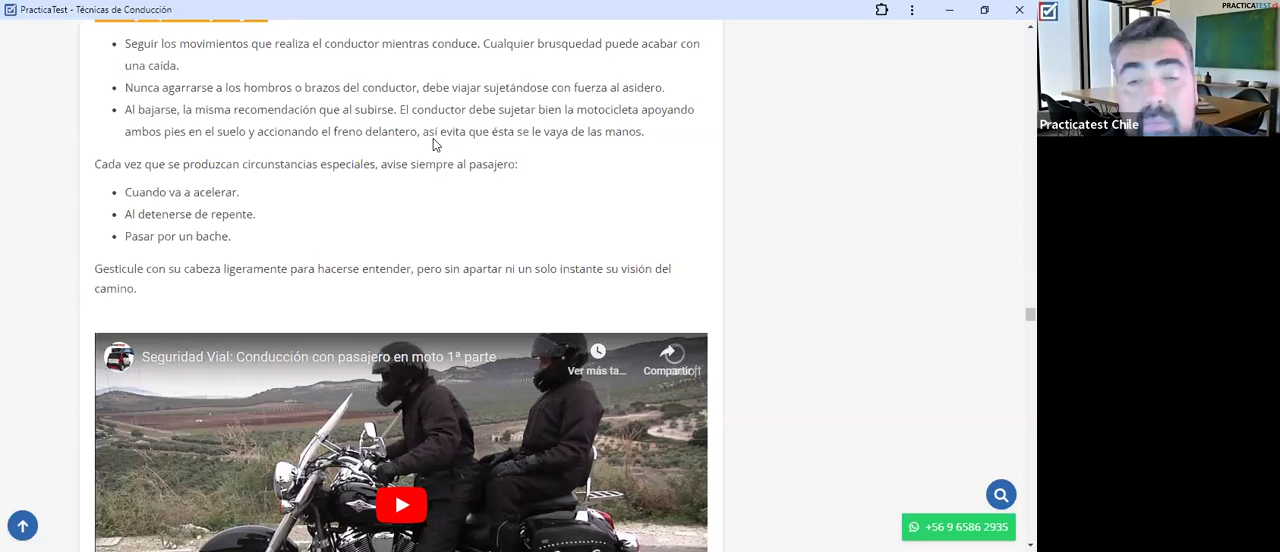 PracticaTest - Técnicas de Conducción
Seguir los movimientos que realiza el conductor mientras conduce. Cualquier brusquedad puede acabar con
una caída.
Nunca agarrarse a los hombros o brazos del conductor, debe viajar sujetándose con fuerza al asidero.
Al bajarse, la misma recomendación que al subirse. El conductor debe sujetar bien la motocicleta apoyando
ambos pies en el suelo y accionando el freno delantero, así evita que ésta se le vaya de las manos.
Cada vez que se produzcan circunstancias especiales, avise siempre al pasajero:
Cuando va a acelerar.
Al detenerse de repente.
Pasar por un bache.
Gesticule con su cabeza ligeramente para hacerse entender, pero sin apartar ni un solo instante su visión del
camino.
Seguridad Vial: Conducción con pasajero en moto 1ª parte
Ver más ta...
Compartir
+56 9 6586 2935
PRACTICATEST
Practicatest Chile